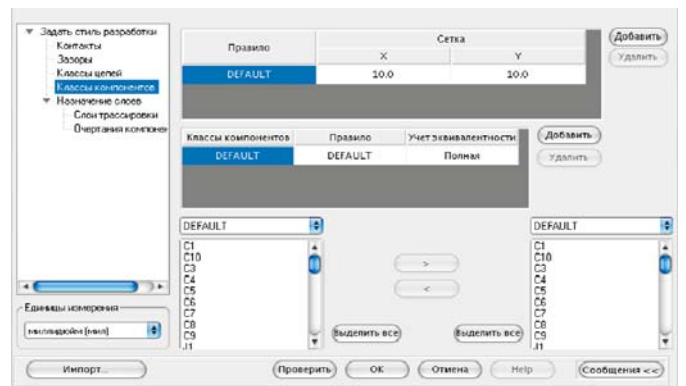 Задать стиль разработки
Контакты
Зазоры
Классы цепей
Классы компонентов
Назначение слоев
Слои трассировки
Очертания компонен
Единицы измерения
миллидюйм [мил]
Импорт...
Правило
Сетка
X
Y
DEFAULT
10.0
10.0
Добавить
Удалить
Классы компонентов
Правило
Учет эквивалентности
DEFAULT
DEFAULT
Полная
Добавить
Удалить
DEFAULT
C1
C10
C3
C4
C5
C6
C7
C8
C9
J1
>
<
Выделить все
Выделить все
DEFAULT
C1
C10
C3
C4
C5
C6
C7
C8
C9
J1
Проверить
OK
Отмена
Help
Сообщения <<